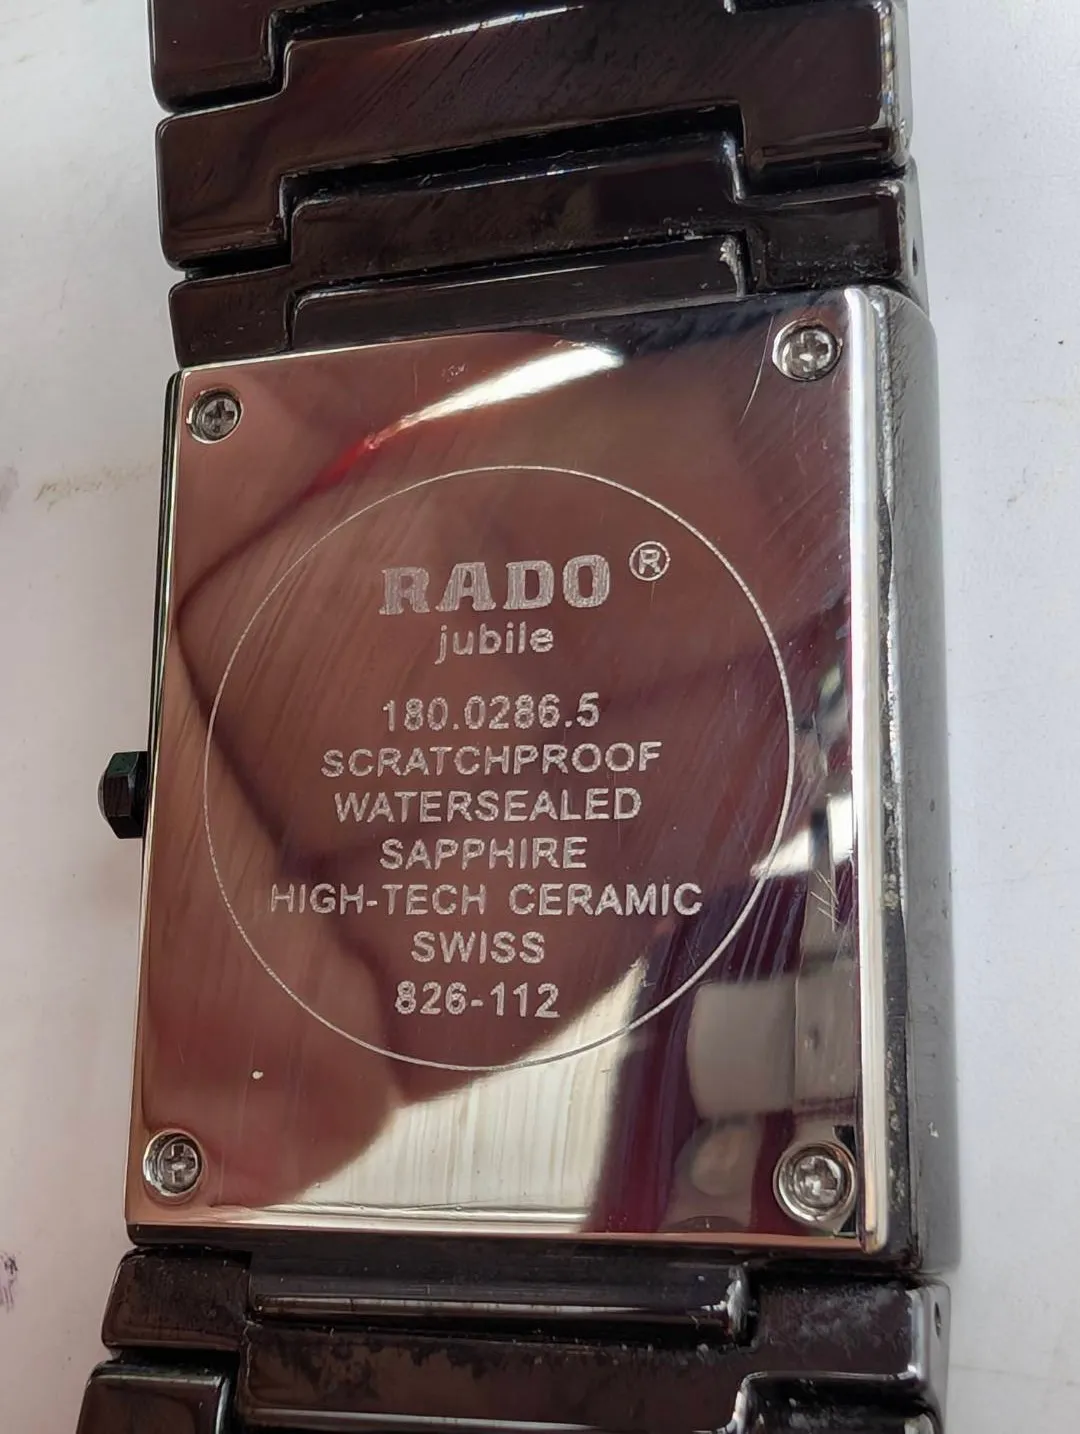 RADO ®
jubile
180.0286.5
SCRATCHPROOF
WATERSEALED
SAPPHIRE
HIGH-TECH CERAMIC
SWISS
826-112